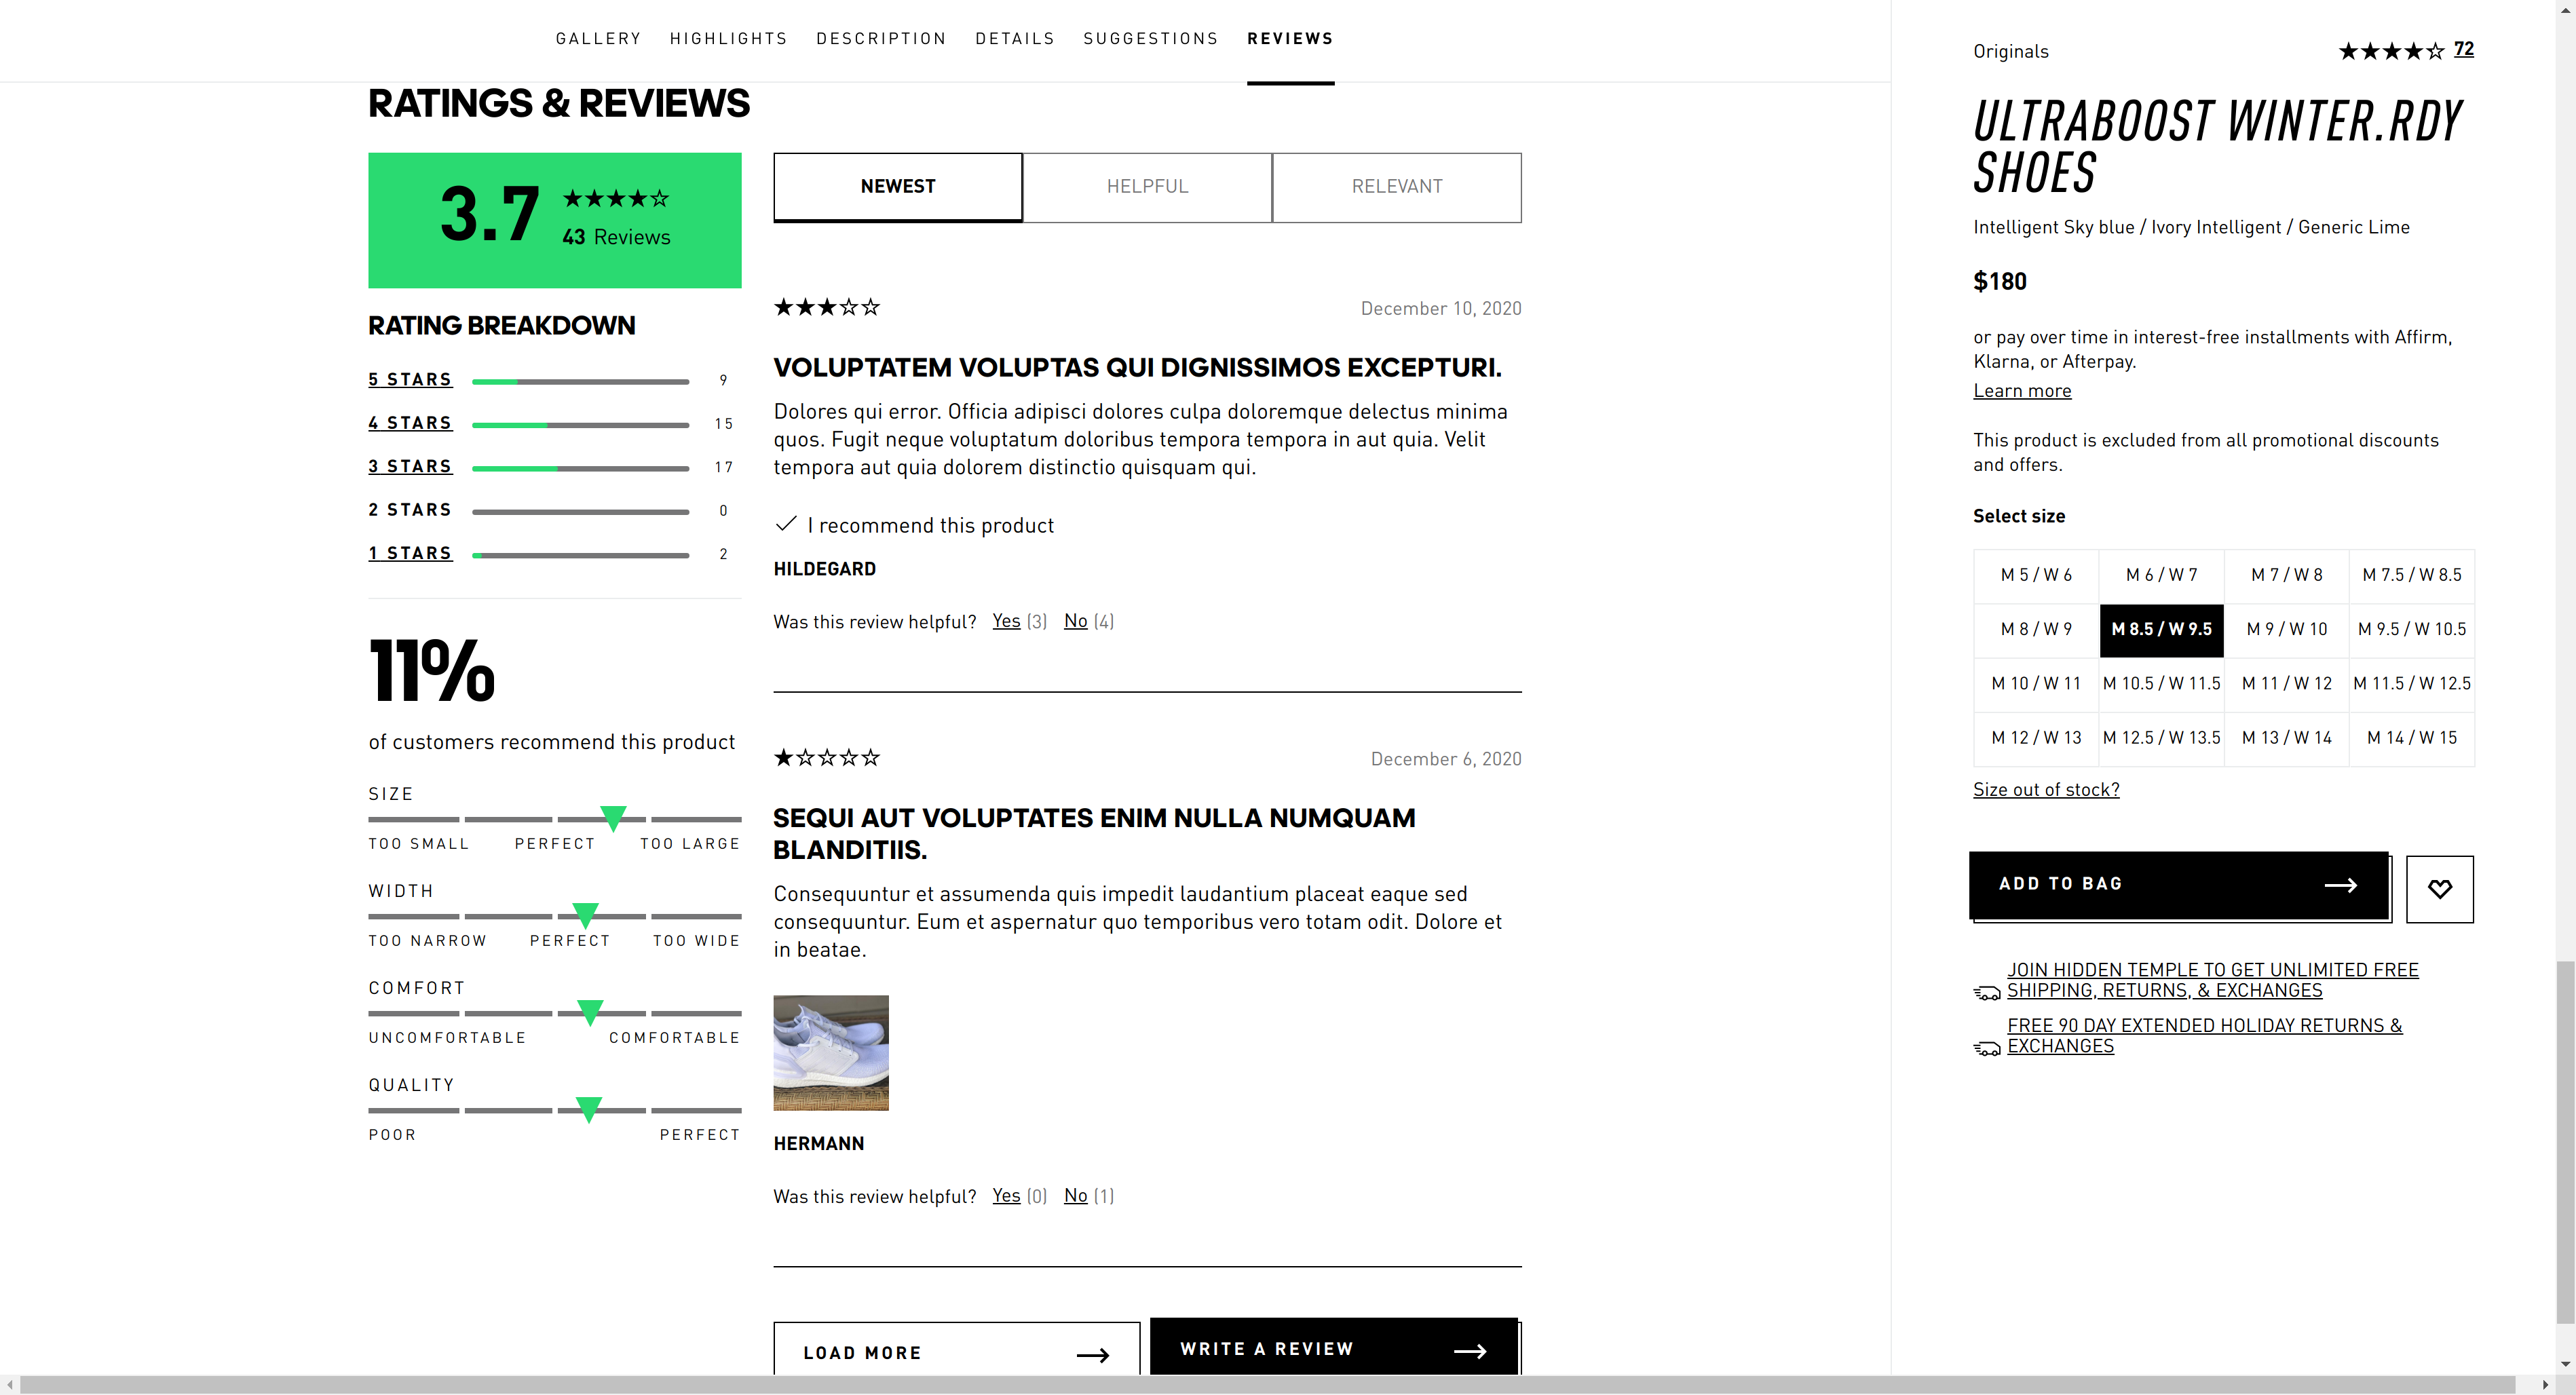 GALLERY HIGHLIGHTS DESCRIPTION DETAILS SUGGESTIONS REVIEWS
RATINGS & REVIEWS
3.7
43 Reviews
RATING BREAKDOWN
5 STARS 9
4 STARS 15
3 STARS 17
2 STARS 0
1 STARS 2
11%
of customers recommend this product
SIZE
TOO SMALL PERFECT TOO LARGE
WIDTH
TOO NARROW PERFECT TOO WIDE
COMFORT
UNCOMFORTABLE COMFORTABLE
QUALITY
POOR PERFECT
NEWEST HELPFUL RELEVANT
December 10, 2020
VOLUPTATEM VOLUPTAS QUI DIGNISSIMOS EXCEPTURI.
Dolores qui error. Officia adipisci dolores culpa doloremque delectus minima
quos. Fugit neque voluptatum doloribus tempora tempora in aut quia. Velit
tempora aut quia dolorem distinctio quisquam qui.
I recommend this product
HILDEGARD
Was this review helpful? Yes (3) No (4)
December 6, 2020
SEQUI AUT VOLUPTATES ENIM NULLA NUMQUAM
BLANDITIIS.
Consequuntur et assumenda quis impedit laudantium placeat eaque sed
consequuntur. Eum et aspernatur quo temporibus vero totam odit. Dolore et
in beatae.
HERMANN
Was this review helpful? Yes (0) No (1)
LOAD MORE
WRITE A REVIEW
Originals 72
ULTRABOOST WINTER.RDY
SHOES
Intelligent Sky blue / Ivory Intelligent / Generic Lime
$180
or pay over time in interest-free installments with Affirm,
Klarna, or Afterpay.
Learn more
This product is excluded from all promotional discounts
and offers.
Select size
M 5 / W 6 M 6 / W 7 M 7 / W 8 M 7.5 / W 8.5
M 8 / W 9 M 8.5 / W 9.5 M 9 / W 10 M 9.5 / W 10.5
M 10 / W 11 M 10.5 / W 11.5 M 11 / W 12 M 11.5 / W 12.5
M 12 / W 13 M 12.5 / W 13.5 M 13 / W 14 M 14 / W 15
Size out of stock?
ADD TO BAG
JOIN HIDDEN TEMPLE TO GET UNLIMITED FREE
SHIPPING, RETURNS, & EXCHANGES
FREE 90 DAY EXTENDED HOLIDAY RETURNS &
EXCHANGES